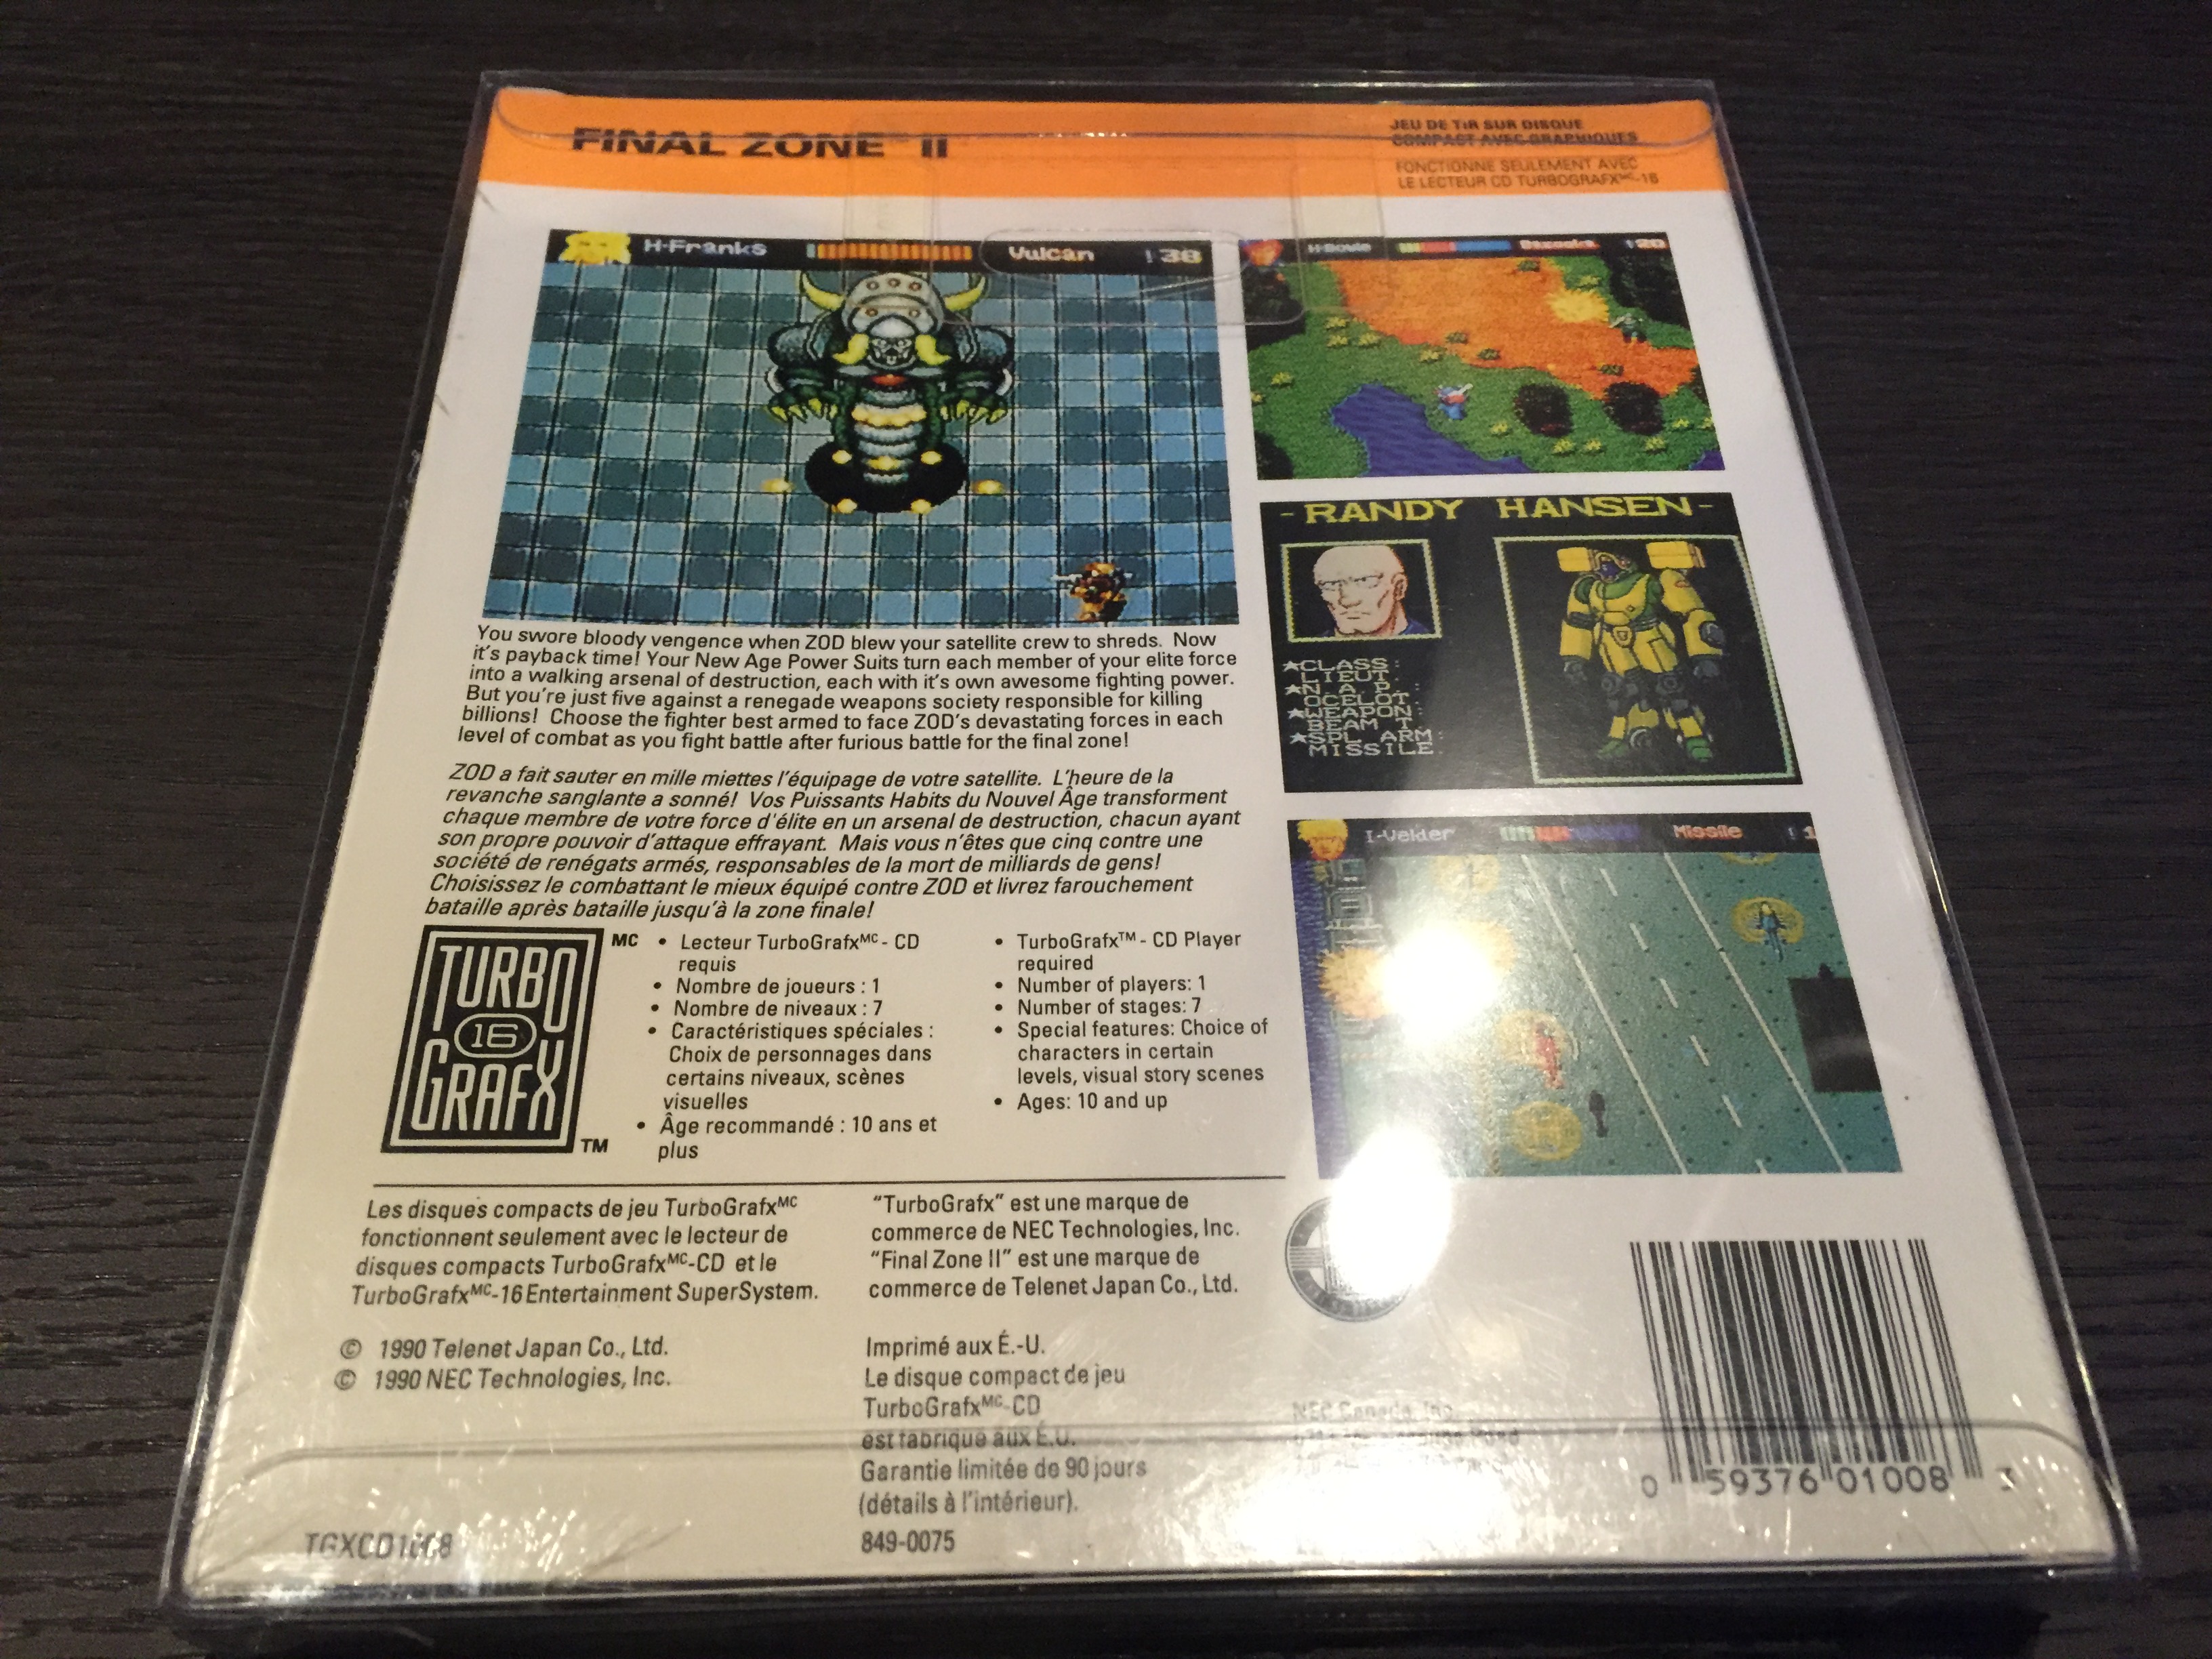 FINAL ZONE™ II
JEU DE TIR SUR DISQUE
COMPACT AVEC GRAPHIQUES
FONCTIONNE SEULEMENT AVEC
LE LECTEUR CD TURBOGRAFXMC-16
H·Franks Vulcan :38
H·Bowie Bazooka :20
-RANDY HANSEN-
★CLASS:
LIEUT.
★N.A.P.:
OCELOT.
★WEAPON:
BEAM T.
★SPL ARM:
MISSILE.
I-Velder Missile
You swore bloody vengence when ZOD blew your satellite crew to shreds. Now
it's payback time! Your New Age Power Suits turn each member of your elite force
into a walking arsenal of destruction, each with it's own awesome fighting power.
But you're just five against a renegade weapons society responsible for killing
billions! Choose the fighter best armed to face ZOD's devastating forces in each
level of combat as you fight battle after furious battle for the final zone!
ZOD a fait sauter en mille miettes l'équipage de votre satellite. L'heure de la
revanche sanglante a sonné! Vos Puissants Habits du Nouvel Âge transforment
chaque membre de votre force d'élite en un arsenal de destruction, chacun ayant
son propre pouvoir d'attaque effrayant. Mais vous n'êtes que cinq contre une
société de renégats armés, responsables de la mort de milliards de gens!
Choisissez le combattant le mieux équipé contre ZOD et livrez farouchement
bataille après bataille jusqu'à la zone finale!
TURBO
16
GRAFX
MC
TM
• Lecteur TurboGrafxMC - CD
requis
• Nombre de joueurs : 1
• Nombre de niveaux : 7
• Caractéristiques spéciales :
Choix de personnages dans
certains niveaux, scènes
visuelles
• Âge recommandé : 10 ans et
plus
• TurboGrafx™ - CD Player
required
• Number of players: 1
• Number of stages: 7
• Special features: Choice of
characters in certain
levels, visual story scenes
• Ages: 10 and up
Les disques compacts de jeu TurboGrafxMC
fonctionnent seulement avec le lecteur de
disques compacts TurboGrafxMC-CD et le
TurboGrafxMC-16 Entertainment SuperSystem.
© 1990 Telenet Japan Co., Ltd.
© 1990 NEC Technologies, Inc.
"TurboGrafx" est une marque de
commerce de NEC Technologies, Inc.
"Final Zone II" est une marque de
commerce de Telenet Japan Co., Ltd.
Imprimé aux É.-U.
Le disque compact de jeu
TurboGrafxMC-CD
est fabriqué aux É.U.
Garantie limitée de 90 jours
(détails à l'intérieur).
849-0075
NEC Canada, Inc.
0 59376 01008 3
TGXCD1008